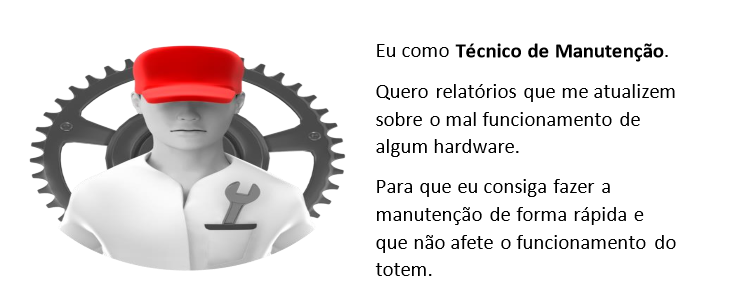 Eu como Técnico de Manutenção.
Quero relatórios que me atualizem
sobre o mal funcionamento de
algum hardware.
Para que eu consiga fazer a
manutenção de forma rápida e
que não afete o funcionamento do
totem.